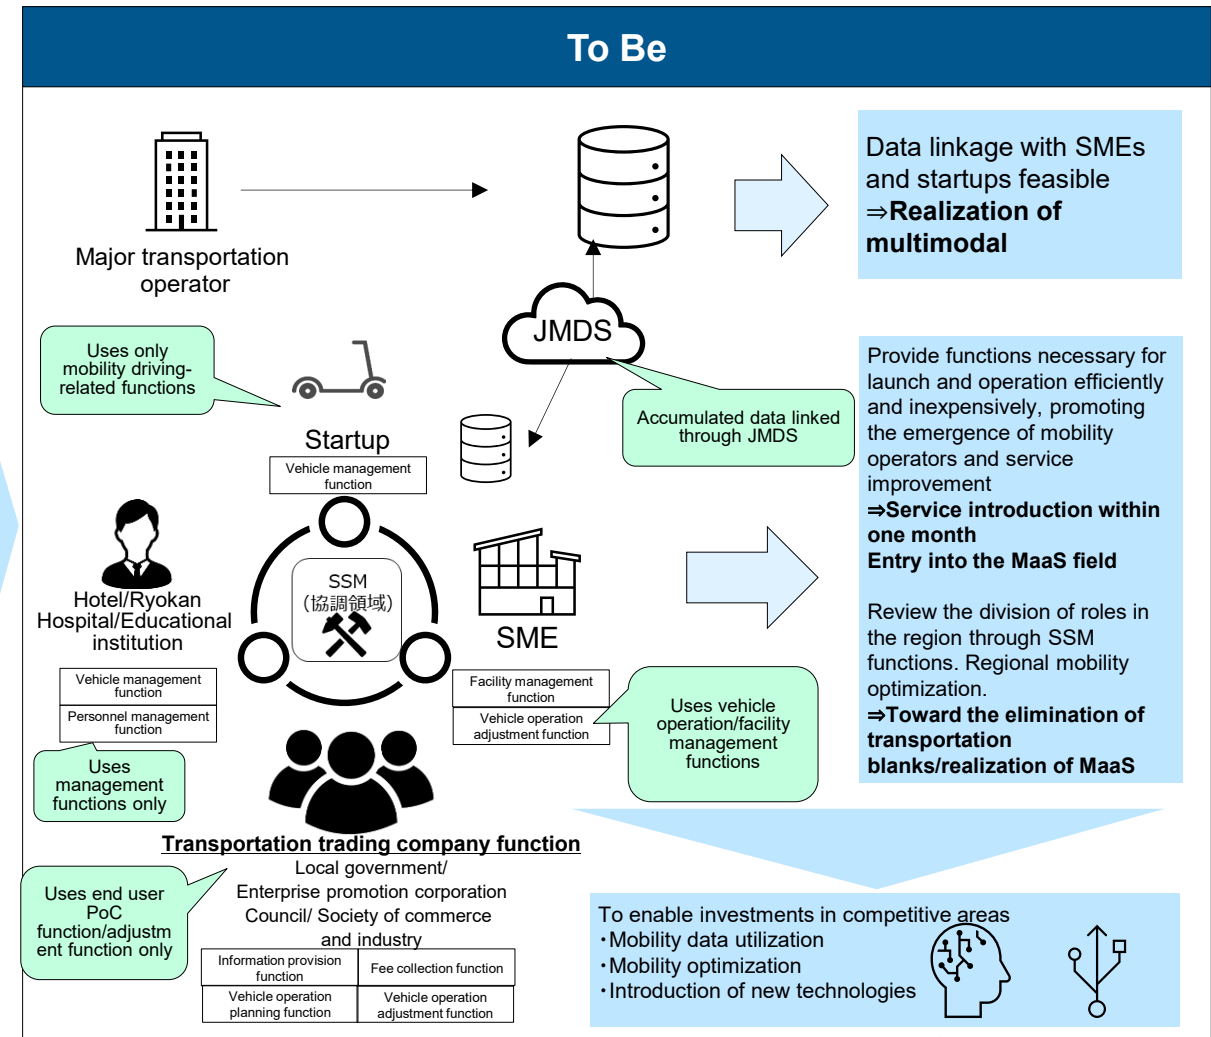 To Be
Major transportation
operator
Data linkage with SMEs
and startups feasible
⇒Realization of
multimodal
JMDS
Uses only
mobility driving-
related functions
Startup
Vehicle management
function
Accumulated data linked
through JMDS
Provide functions necessary for
launch and operation efficiently
and inexpensively, promoting
the emergence of mobility
operators and service
improvement
⇒Service introduction within
one month
Entry into the MaaS field
Review the division of roles in
the region through SSM
functions. Regional mobility
optimization.
⇒Toward the elimination of
transportation
blanks/realization of MaaS
Hotel/Ryokan
Hospital/Educational
institution
Vehicle management
function
Personnel management
function
Uses
management
functions only
SSM
(協調領域)
SME
Facility management
function
Vehicle operation
adjustment function
Uses vehicle
operation/facility
management
functions
Transportation trading company function
Local government/
Enterprise promotion corporation
Council/ Society of commerce
and industry
Uses end user
PoC
function/adjustm
ent function only
Information provision
function
Fee collection function
Vehicle operation
planning function
Vehicle operation
adjustment function
To enable investments in competitive areas
・Mobility data utilization
・Mobility optimization
・Introduction of new technologies